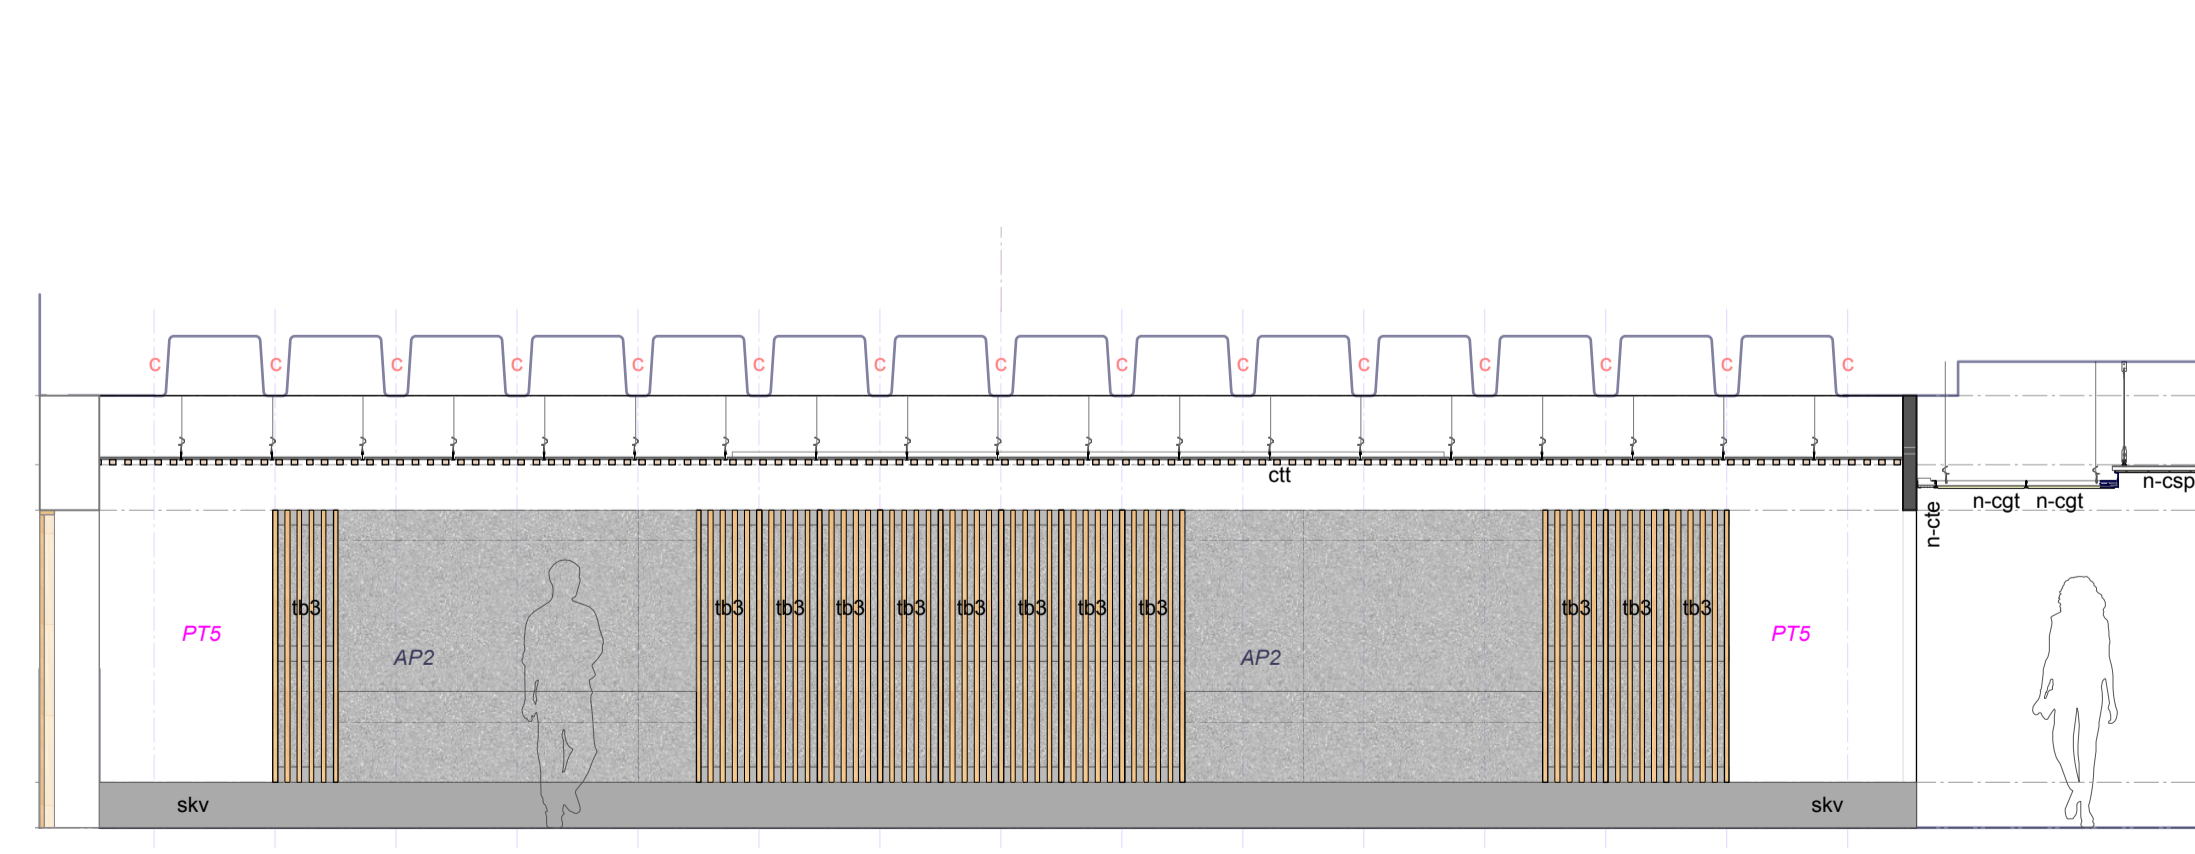 C C C C C C C C C C C C C C C
ctt
n-csp
n-cgt n-cgt
n-cte
tb3 tb3 tb3 tb3 tb3 tb3 tb3 tb3 tb3 tb3 tb3 tb3
PT5 PT5
AP2 AP2
skv skv